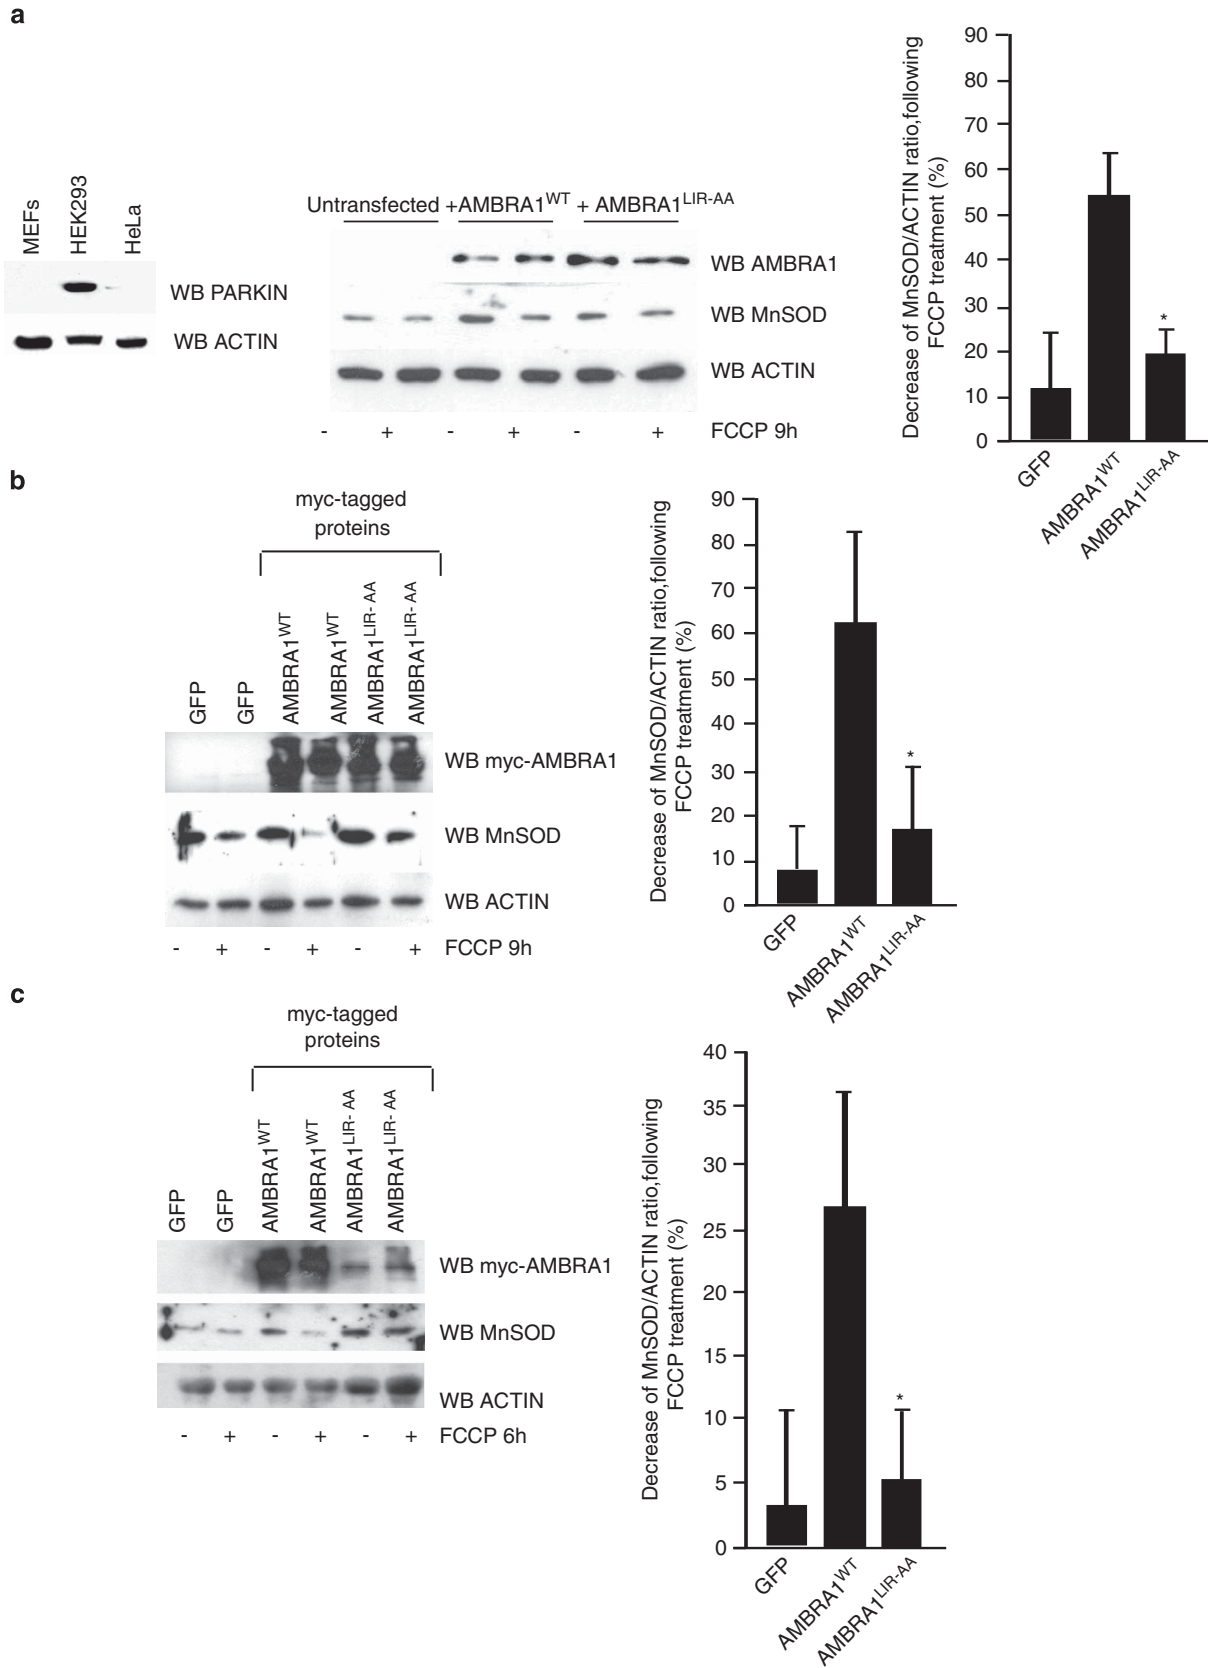 a
MEFs
HEK293
HeLa
WB PARKIN
WB ACTIN
Untransfected +AMBRA1WT + AMBRA1LIR-AA
WB AMBRA1
WB MnSOD
WB ACTIN
- + - + - + FCCP 9h
Decrease of MnSOD/ACTIN ratio,following
FCCP treatment (%)
90
80
70
60
50
40
30
20
10
0
*
GFP
AMBRA1WT
AMBRA1LIR-AA
b
myc-tagged
proteins
GFP
GFP
AMBRA1WT
AMBRA1WT
AMBRA1LIR- AA
AMBRA1LIR- AA
WB myc-AMBRA1
WB MnSOD
WB ACTIN
- + - + - + FCCP 9h
Decrease of MnSOD/ACTIN ratio,following
FCCP treatment (%)
90
80
70
60
50
40
30
20
10
0
*
GFP
AMBRA1WT
AMBRA1LIR-AA
c
myc-tagged
proteins
GFP
GFP
AMBRA1WT
AMBRA1WT
AMBRA1LIR- AA
AMBRA1LIR- AA
WB myc-AMBRA1
WB MnSOD
WB ACTIN
- + - + - + FCCP 6h
Decrease of MnSOD/ACTIN ratio,following
FCCP treatment (%)
40
35
30
25
20
15
10
5
0
*
GFP
AMBRA1WT
AMBRA1LIR-AA